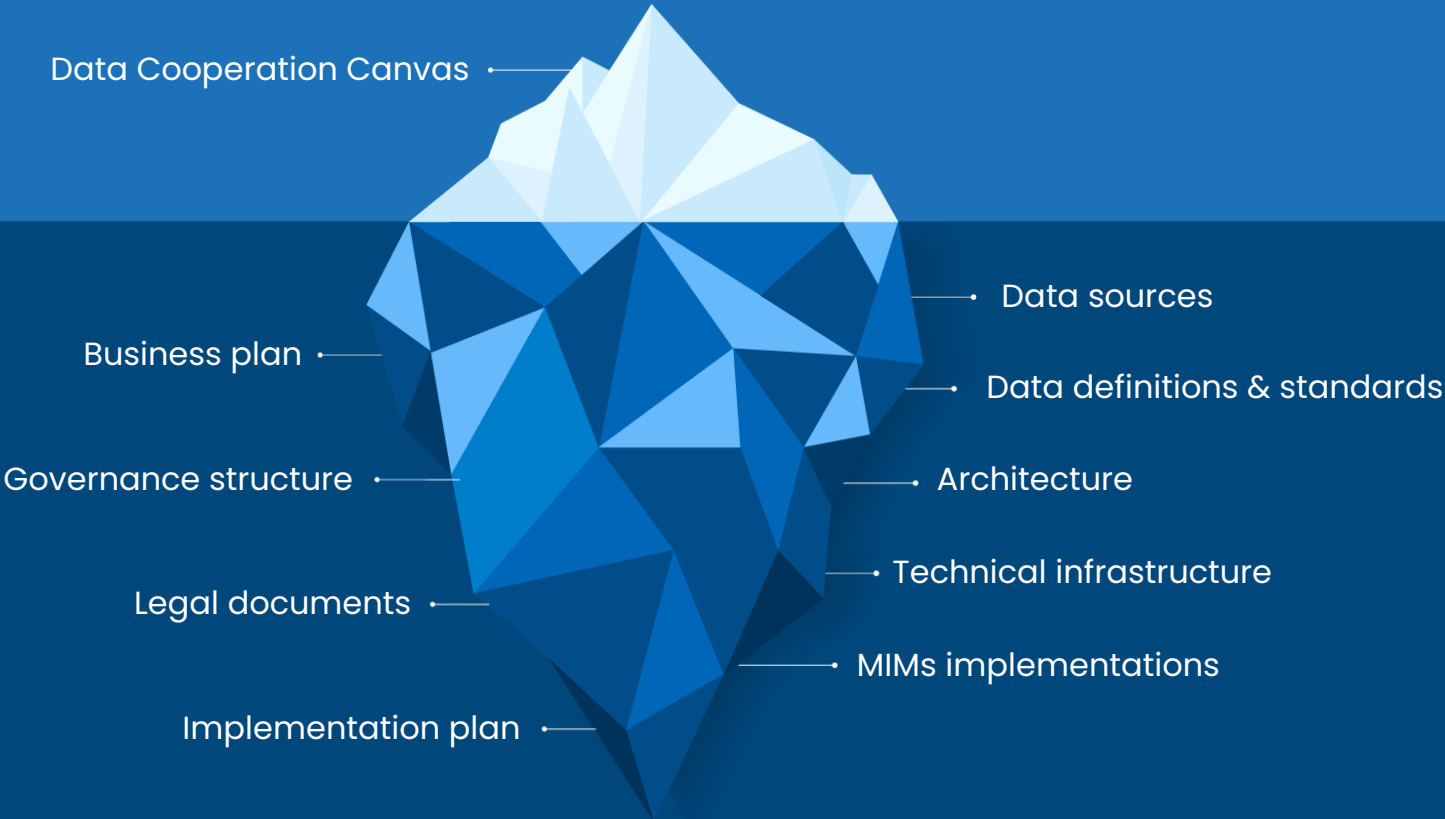 Data Cooperation Canvas
Data sources
Business plan
Data definitions & standards
Governance structure
Architecture
Technical infrastructure
Legal documents
MIMs implementations
Implementation plan